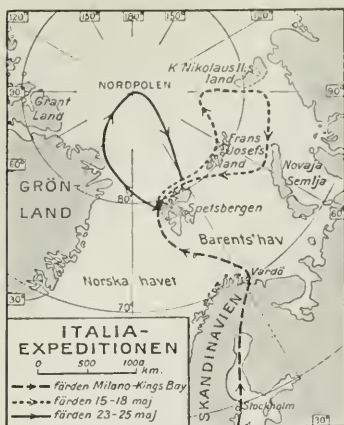 120°
150°
180°
150°
120°
K Nikolaus II:s
land
NORDPOLEN
90°
90°
Grant
Land
Frans
Josefs
land
Novaja
Semlja
60°
GRÖN-
LAND
80°
Spetsbergen
60°
Barents'hav
Norska havet
Vardö
30°
70°
SKANDINAVIEN
ITALIA-
EXPEDITIONEN
0 500 1000
km.
färden Milano-Kings Bay
färden 15-18 maj
färden 23-25 maj
Stockholm
30°